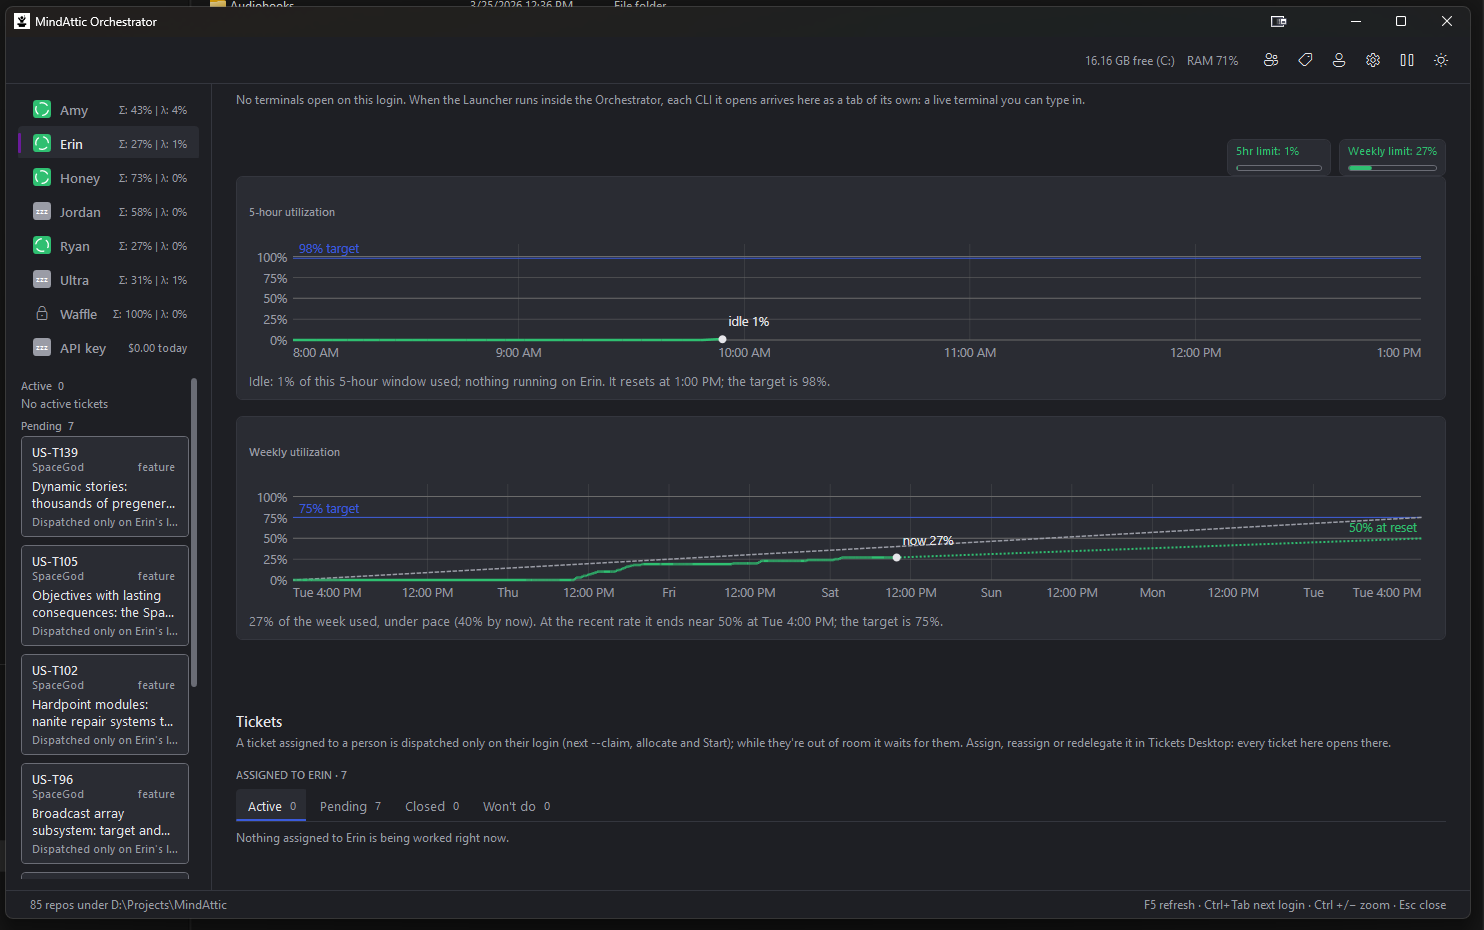 Audiobooks 3/25/2026 12:36 PM File folder
MindAttic Orchestrator
16.16 GB free (C:) RAM 71%
Amy Σ: 43% | λ: 4%
Erin Σ: 27% | λ: 1%
Honey Σ: 73% | λ: 0%
zzz Jordan Σ: 58% | λ: 0%
Ryan Σ: 27% | λ: 0%
zzz Ultra Σ: 31% | λ: 1%
Waffle Σ: 100% | λ: 0%
zzz API key $0.00 today
Active 0
No active tickets
Pending 7
US-T139
SpaceGod feature
Dynamic stories:
thousands of pregener...
Dispatched only on Erin's l...
US-T105
SpaceGod feature
Objectives with lasting
consequences: the Spa...
Dispatched only on Erin's l...
US-T102
SpaceGod feature
Hardpoint modules:
nanite repair systems t...
Dispatched only on Erin's l...
US-T96
SpaceGod feature
Broadcast array
subsystem: target and...
Dispatched only on Erin's l...
No terminals open on this login. When the Launcher runs inside the Orchestrator, each CLI it opens arrives here as a tab of its own: a live terminal you can type in.
5hr limit: 1%
Weekly limit: 27%
5-hour utilization
98% target
100%
75%
50%
25%
0%
idle 1%
8:00 AM 9:00 AM 10:00 AM 11:00 AM 12:00 PM 1:00 PM
Idle: 1% of this 5-hour window used; nothing running on Erin. It resets at 1:00 PM; the target is 98%.
Weekly utilization
100%
75% target
75%
50% at reset
50%
now 27%
25%
0%
Tue 4:00 PM 12:00 PM Thu 12:00 PM Fri 12:00 PM Sat 12:00 PM Sun 12:00 PM Mon 12:00 PM Tue Tue 4:00 PM
27% of the week used, under pace (40% by now). At the recent rate it ends near 50% at Tue 4:00 PM; the target is 75%.
Tickets
A ticket assigned to a person is dispatched only on their login (next --claim, allocate and Start); while they're out of room it waits for them. Assign, reassign or redelegate it in Tickets Desktop: every ticket here opens there.
ASSIGNED TO ERIN · 7
Active 0 Pending 7 Closed 0 Won't do 0
Nothing assigned to Erin is being worked right now.
85 repos under D:\Projects\MindAttic
F5 refresh · Ctrl+Tab next login · Ctrl +/− zoom · Esc close